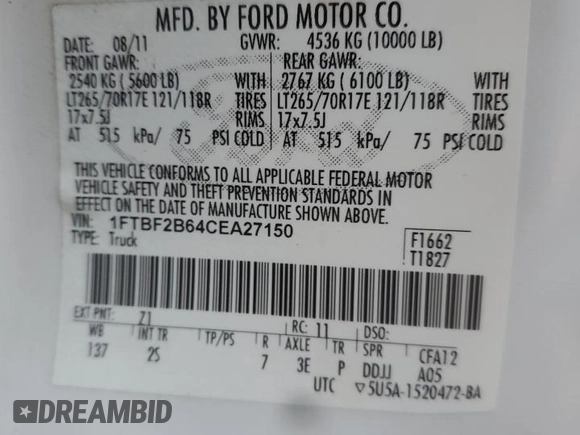 MFD. BY FORD MOTOR CO.
DATE: 08/11 GVWR: 4536 KG (10000 LB)
FRONT GAWR: REAR GAWR:
2540 KG ( 5600 LB) WITH 2767 KG ( 6100 LB) WITH
LT265/70R17E 121/118R TIRES LT265/70R17E 121/118R TIRES
17x7.5J RIMS 17x7.5J RIMS
AT 515 kPa/ 75 PSI COLD AT 515 kPa/ 75 PSI COLD
THIS VEHICLE CONFORMS TO ALL APPLICABLE FEDERAL MOTOR
VEHICLE SAFETY AND THEFT PREVENTION STANDARDS IN
EFFECT ON THE DATE OF MANUFACTURE SHOWN ABOVE.
VIN: 1FTBF2B64CEA27150
TYPE: Truck
F1662
T1827
EXT PNT: Z1 RC: 11 DSO:
WB INT TR TP/PS R AXLE TR SPR CFA12
137 2S 7 3E P DDJJ A05
UTC ▽5U5A-1520472-BA
DREAMBID